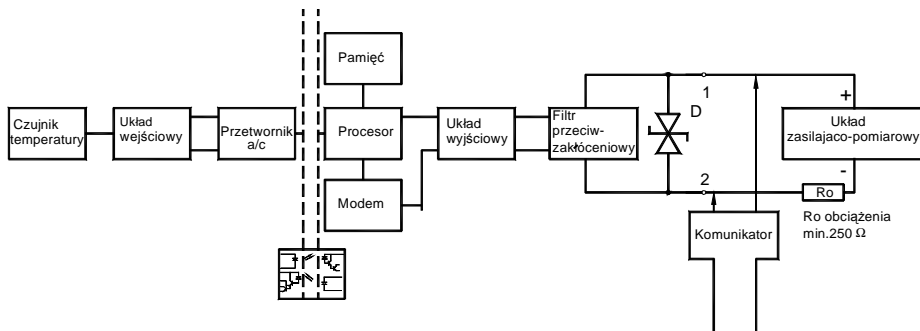 Pamięć
Czujnik
temperatury
Układ
wejściowy
Przetwornik
a/c
Procesor
Modem
Układ
wyjściowy
Filtr
przeciw-
zakłóceniowy
1
D
2
+
Układ
zasilajaco-pomiarowy
-
Ro
Ro obciążenia
min.250 Ω
Komunikator